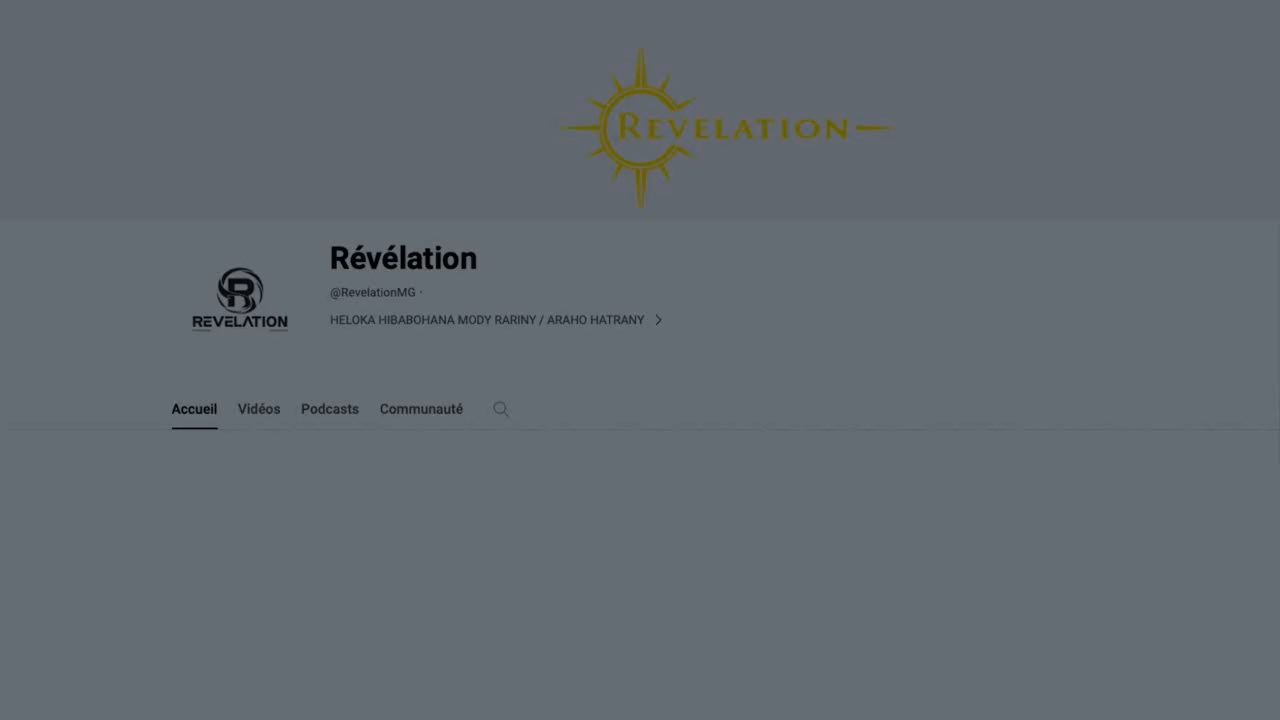 REVELATION
Révélation
@RevelationMG ·
REVELATION
HELOKA HIBABOHANA MODY RARINY / ARAHO HATRANY
Accueil Vidéos Podcasts Communauté